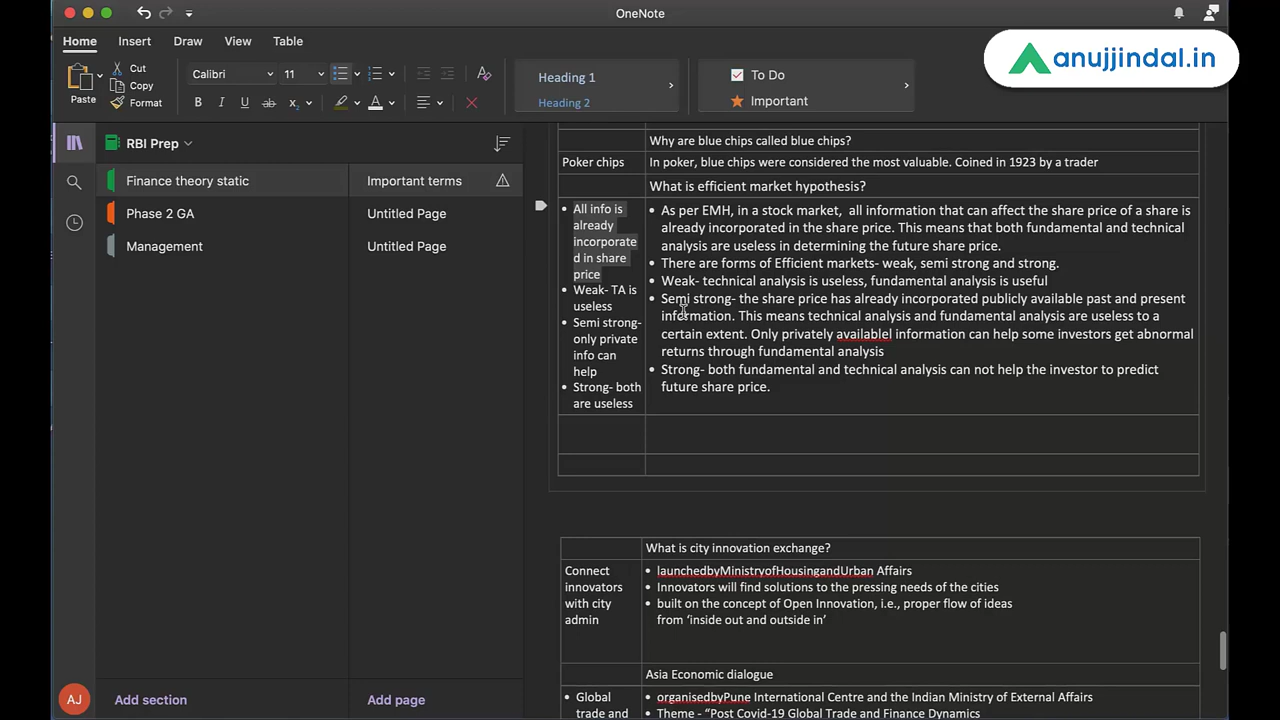 OneNote
Home Insert Draw View Table
anujjindal.in
Paste
Cut
Copy
Format
Calibri 11
B I U ab x₂ A
Heading 1
Heading 2
To Do
Important
RBI Prep
Finance theory static
Phase 2 GA
Management
Important terms
Untitled Page
Untitled Page
Why are blue chips called blue chips?
Poker chips
In poker, blue chips were considered the most valuable. Coined in 1923 by a trader
What is efficient market hypothesis?
• All info is
already
incorporate
d in share
price
• Weak- TA is
useless
• Semi strong-
only private
info can
help
• Strong- both
are useless
• As per EMH, in a stock market, all information that can affect the share price of a share is
already incorporated in the share price. This means that both fundamental and technical
analysis are useless in determining the future share price.
• There are forms of Efficient markets- weak, semi strong and strong.
• Weak- technical analysis is useless, fundamental analysis is useful
• Semi strong- the share price has already incorporated publicly available past and present
information. This means technical analysis and fundamental analysis are useless to a
certain extent. Only privately availablel information can help some investors get abnormal
returns through fundamental analysis
• Strong- both fundamental and technical analysis can not help the investor to predict
future share price.
What is city innovation exchange?
Connect
innovators
with city
admin
• launchedbyMinistryofHousingandUrban Affairs
• Innovators will find solutions to the pressing needs of the cities
• built on the concept of Open Innovation, i.e., proper flow of ideas
from ‘inside out and outside in’
Asia Economic dialogue
• Global
trade and
• organisedbyPune International Centre and the Indian Ministry of External Affairs
• Theme - “Post Covid-19 Global Trade and Finance Dynamics
AJ
Add section
Add page